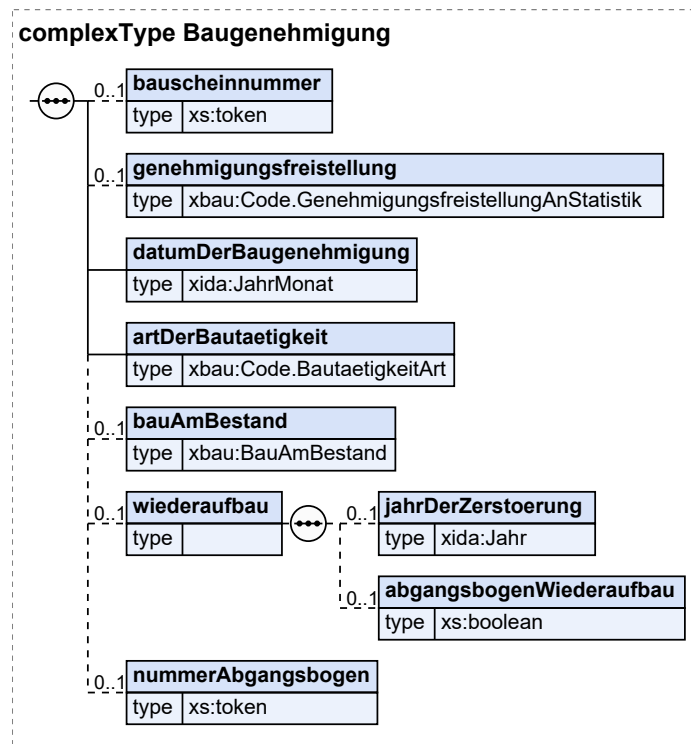 complexType Baugenehmigung
0..1 bauscheinnummer
type xs:token
0..1 genehmigungsfreistellung
type xbau:Code.GenehmigungsfreistellungAnStatistik
datumDerBaugenehmigung
type xida:JahrMonat
artDerBautaetigkeit
type xbau:Code.BautaetigkeitArt
0..1 bauAmBestand
type xbau:BauAmBestand
0..1 wiederaufbau
type
0..1 jahrDerZerstoerung
type xida:Jahr
0..1 abgangsbogenWiederaufbau
type xs:boolean
0..1 nummerAbgangsbogen
type xs:token